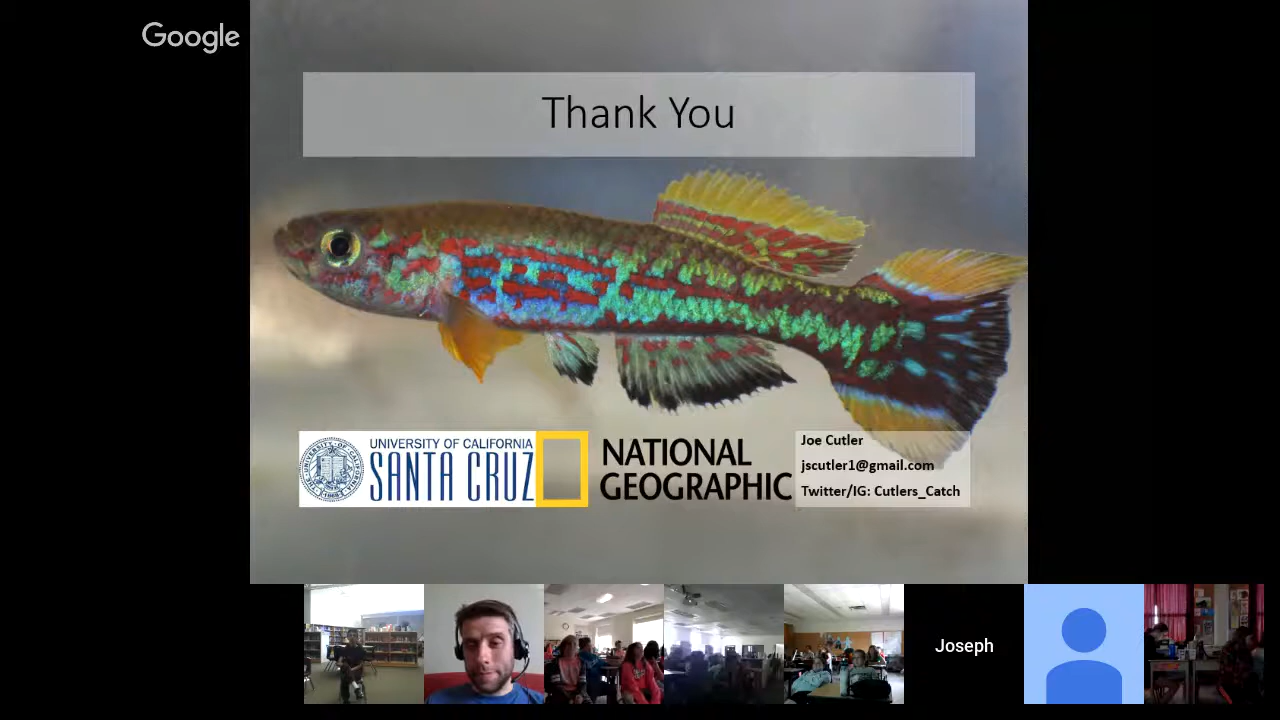 Google
Thank You
UNIVERSITY OF CALIFORNIA
SANTA CRUZ
NATIONAL
GEOGRAPHIC
Joe Cutler
jscutler1@gmail.com
Twitter/IG: Cutlers_Catch
Joseph